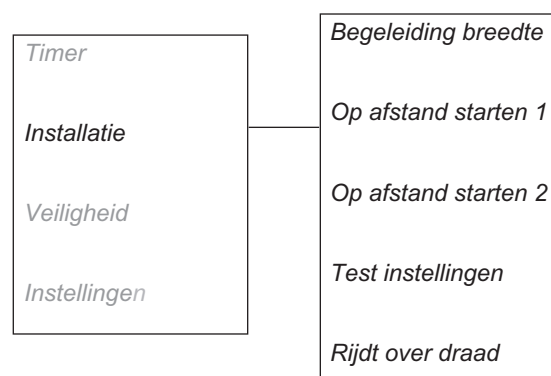 Timer
Installatie
Veiligheid
Instellingen
Begeleiding breedte
Op afstand starten 1
Op afstand starten 2
Test instellingen
Rijdt over draad